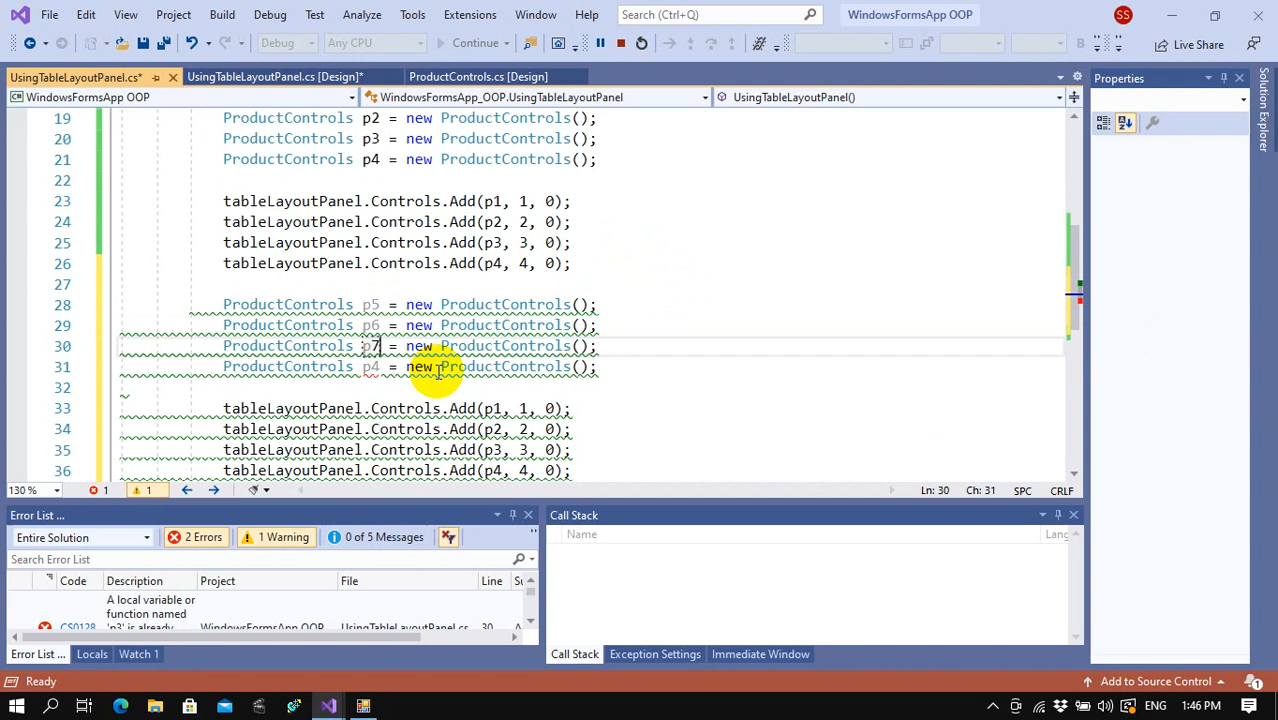 File Edit View Project Build Debug Test Analyze Tools Extensions Window Help Search (Ctrl+Q) WindowsFormsApp OOP SS
Debug Any CPU Continue Live Share
UsingTableLayoutPanel.cs* UsingTableLayoutPanel.cs [Design]* ProductControls.cs [Design] Properties
WindowsFormsApp OOP WindowsFormsApp_OOP.UsingTableLayoutPanel UsingTableLayoutPanel()
Solution Explorer
19 ProductControls p2 = new ProductControls();
20 ProductControls p3 = new ProductControls();
21 ProductControls p4 = new ProductControls();
22
23 tableLayoutPanel.Controls.Add(p1, 1, 0);
24 tableLayoutPanel.Controls.Add(p2, 2, 0);
25 tableLayoutPanel.Controls.Add(p3, 3, 0);
26 tableLayoutPanel.Controls.Add(p4, 4, 0);
27
28 ProductControls p5 = new ProductControls();
29 ProductControls p6 = new ProductControls();
30 ProductControls p7 = new ProductControls();
31 ProductControls p4 = new ProductControls();
32
33 tableLayoutPanel.Controls.Add(p1, 1, 0);
34 tableLayoutPanel.Controls.Add(p2, 2, 0);
35 tableLayoutPanel.Controls.Add(p3, 3, 0);
36 tableLayoutPanel.Controls.Add(p4, 4, 0);
130 % 1 1 Ln: 30 Ch: 31 SPC CRLF
Error List ... Call Stack
Entire Solution 2 Errors 1 Warning 0 of 5 Messages
Name Lang
Search Error List
Code Description Project File Line Su
A local variable or
function named
CS0128 'p3' is already WindowsFormsApp OOP UsingTableLayoutPanel.cs 30 A
Error List ... Locals Watch 1 Call Stack Exception Settings Immediate Window
Ready Add to Source Control 1
ENG 1:46 PM